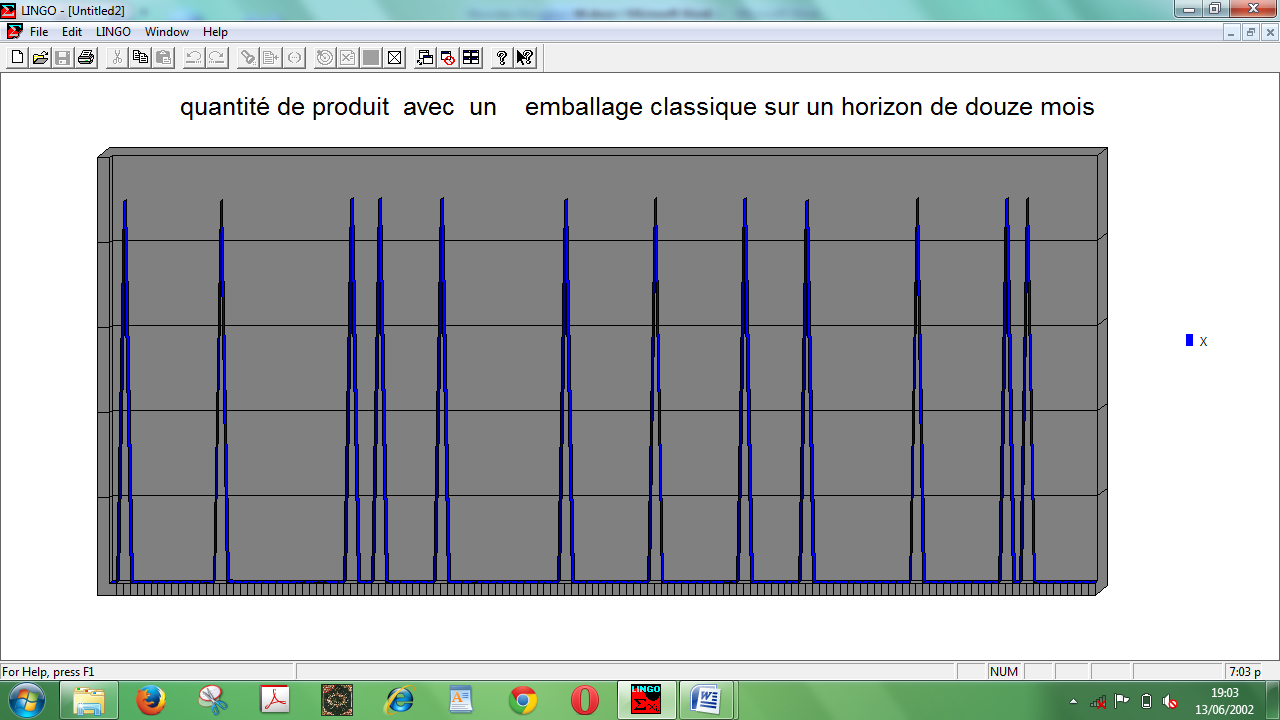 LINGO - [Untitled2]
File Edit LINGO Window Help
quantité de produit avec un emballage classique sur un horizon de douze mois
X
For Help, press F1
NUM
7:03 p
LINGO
19:03
13/06/2002